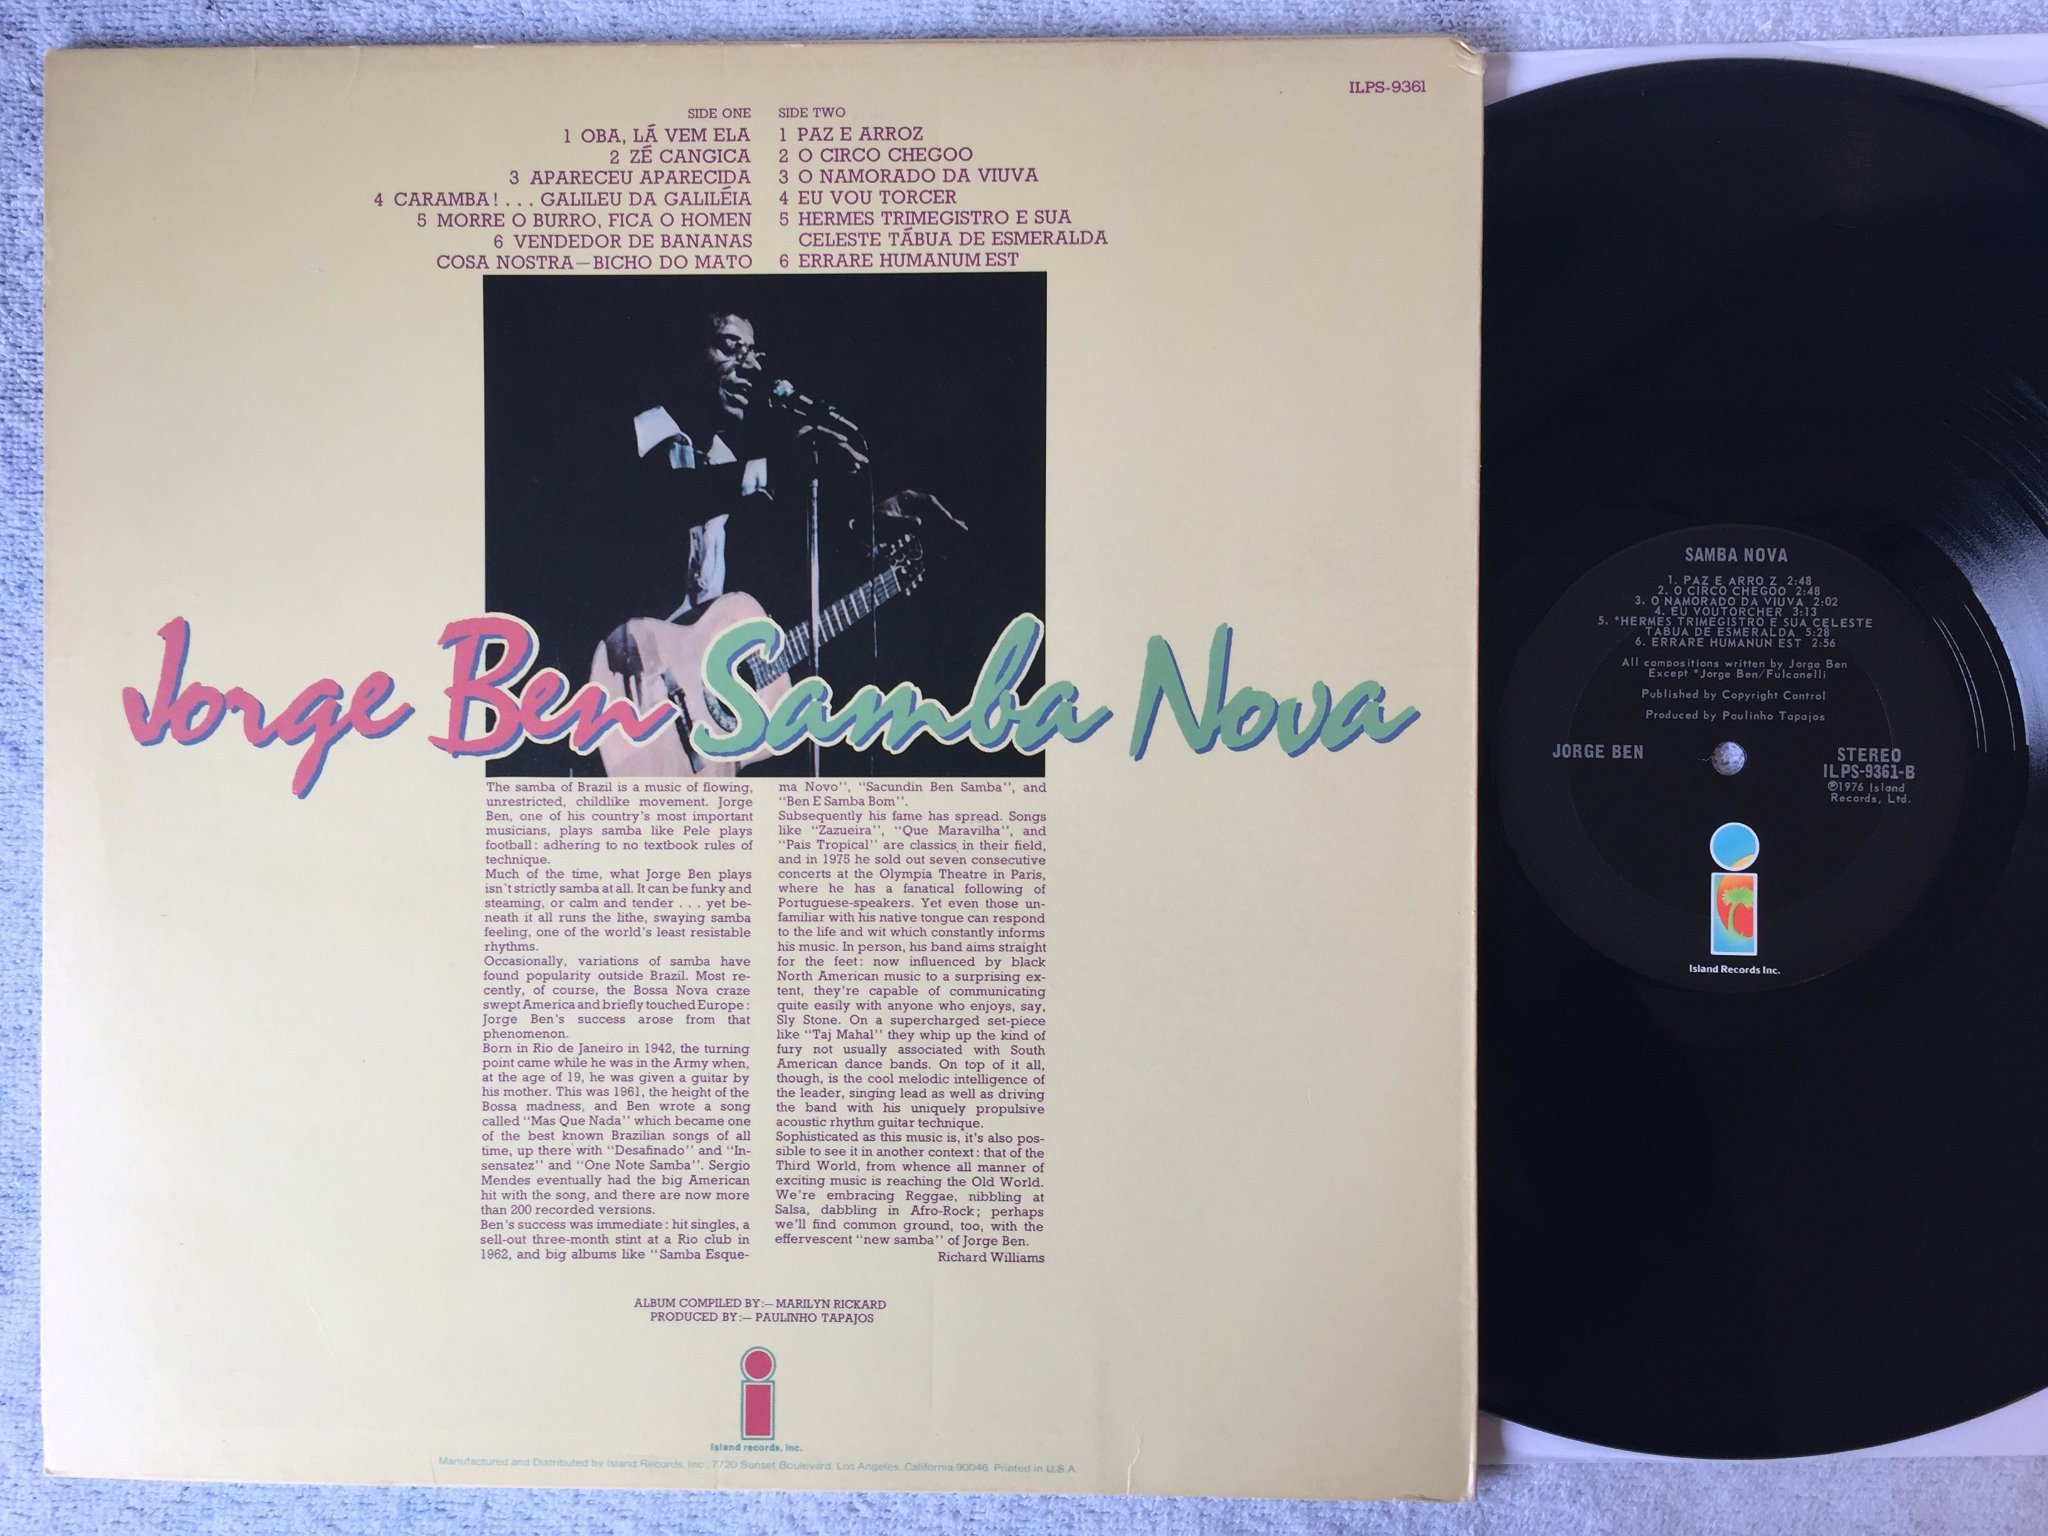 ILPS-9361
SIDE ONE
1 OBA, LÁ VEM ELA
2 ZÉ CANGICA
3 APARECEU APARECIDA
4 CARAMBA! . . . GALILEU DA GALILÉIA
5 MORRE O BURRO, FICA O HOMEN
6 VENDEDOR DE BANANAS
COSA NOSTRA—BICHO DO MATO
SIDE TWO
1 PAZ E ARROZ
2 O CIRCO CHEGOO
3 O NAMORADO DA VIUVA
4 EU VOU TORCER
5 HERMES TRIMEGISTRO E SUA
CELESTE TÁBUA DE ESMERALDA
6 ERRARE HUMANUM EST
Jorge Ben Samba Nova
The samba of Brazil is a music of flowing,
unrestricted, childlike movement. Jorge
Ben, one of his country's most important
musicians, plays samba like Pele plays
football: adhering to no textbook rules of
technique.
Much of the time, what Jorge Ben plays
isn't strictly samba at all. It can be funky and
steaming, or calm and tender . . . yet be-
neath it all runs the lithe, swaying samba
feeling, one of the world's least resistable
rhythms.
Occasionally, variations of samba have
found popularity outside Brazil. Most re-
cently, of course, the Bossa Nova craze
swept America and briefly touched Europe:
Jorge Ben's success arose from that
phenomenon.
Born in Rio de Janeiro in 1942, the turning
point came while he was in the Army when,
at the age of 19, he was given a guitar by
his mother. This was 1961, the height of the
Bossa madness, and Ben wrote a song
called "Mas Que Nada" which became one
of the best known Brazilian songs of all
time, up there with "Desafinado" and "In-
sensatez" and "One Note Samba". Sergio
Mendes eventually had the big American
hit with the song, and there are now more
than 200 recorded versions.
Ben's success was immediate: hit singles, a
sell-out three-month stint at a Rio club in
1962, and big albums like "Samba Esque-
ma Novo", "Sacundin Ben Samba", and
"Ben E Samba Bom".
Subsequently his fame has spread. Songs
like "Zazueira", "Que Maravilha", and
"Pais Tropical" are classics in their field,
and in 1975 he sold out seven consecutive
concerts at the Olympia Theatre in Paris,
where he has a fanatical following of
Portuguese-speakers. Yet even those un-
familiar with his native tongue can respond
to the life and wit which constantly informs
his music. In person, his band aims straight
for the feet: now influenced by black
North American music to a surprising ex-
tent, they're capable of communicating
quite easily with anyone who enjoys, say,
Sly Stone. On a supercharged set-piece
like "Taj Mahal" they whip up the kind of
fury not usually associated with South
American dance bands. On top of it all,
though, is the cool melodic intelligence of
the leader, singing lead as well as driving
the band with his uniquely propulsive
acoustic rhythm guitar technique.
Sophisticated as this music is, it's also pos-
sible to see it in another context: that of the
Third World, from whence all manner of
exciting music is reaching the Old World.
We're embracing Reggae, nibbling at
Salsa, dabbling in Afro-Rock; perhaps
we'll find common ground, too, with the
effervescent "new samba" of Jorge Ben.
Richard Williams
ALBUM COMPILED BY:— MARILYN RICKARD
PRODUCED BY:— PAULINHO TAPAJOS
Island records, inc.
Manufactured and Distributed by Island Records, Inc., 7720 Sunset Boulevard, Los Angeles, California 90046. Printed in U.S.A.
SAMBA NOVA
1. PAZ E ARRO Z 2:48
2. O CIRCO CHEGOO 2:48
3. O NAMORADO DA VIUVA 2:02
4. EU VOUTORCHER 3:13
5. *HERMES TRIMEGISTRO E SUA CELESTE
TABUA DE ESMERALDA 5:28
6. ERRARE HUMANUN EST 2:56
All compositions written by Jorge Ben
Except *Jorge Ben/Fulcanelli
Published by Copyright Control
Produced by Paulinho Tapajos
JORGE BEN
STEREO
ILPS-9361-B
℗1976 Island
Records, Ltd.
Island Records Inc.